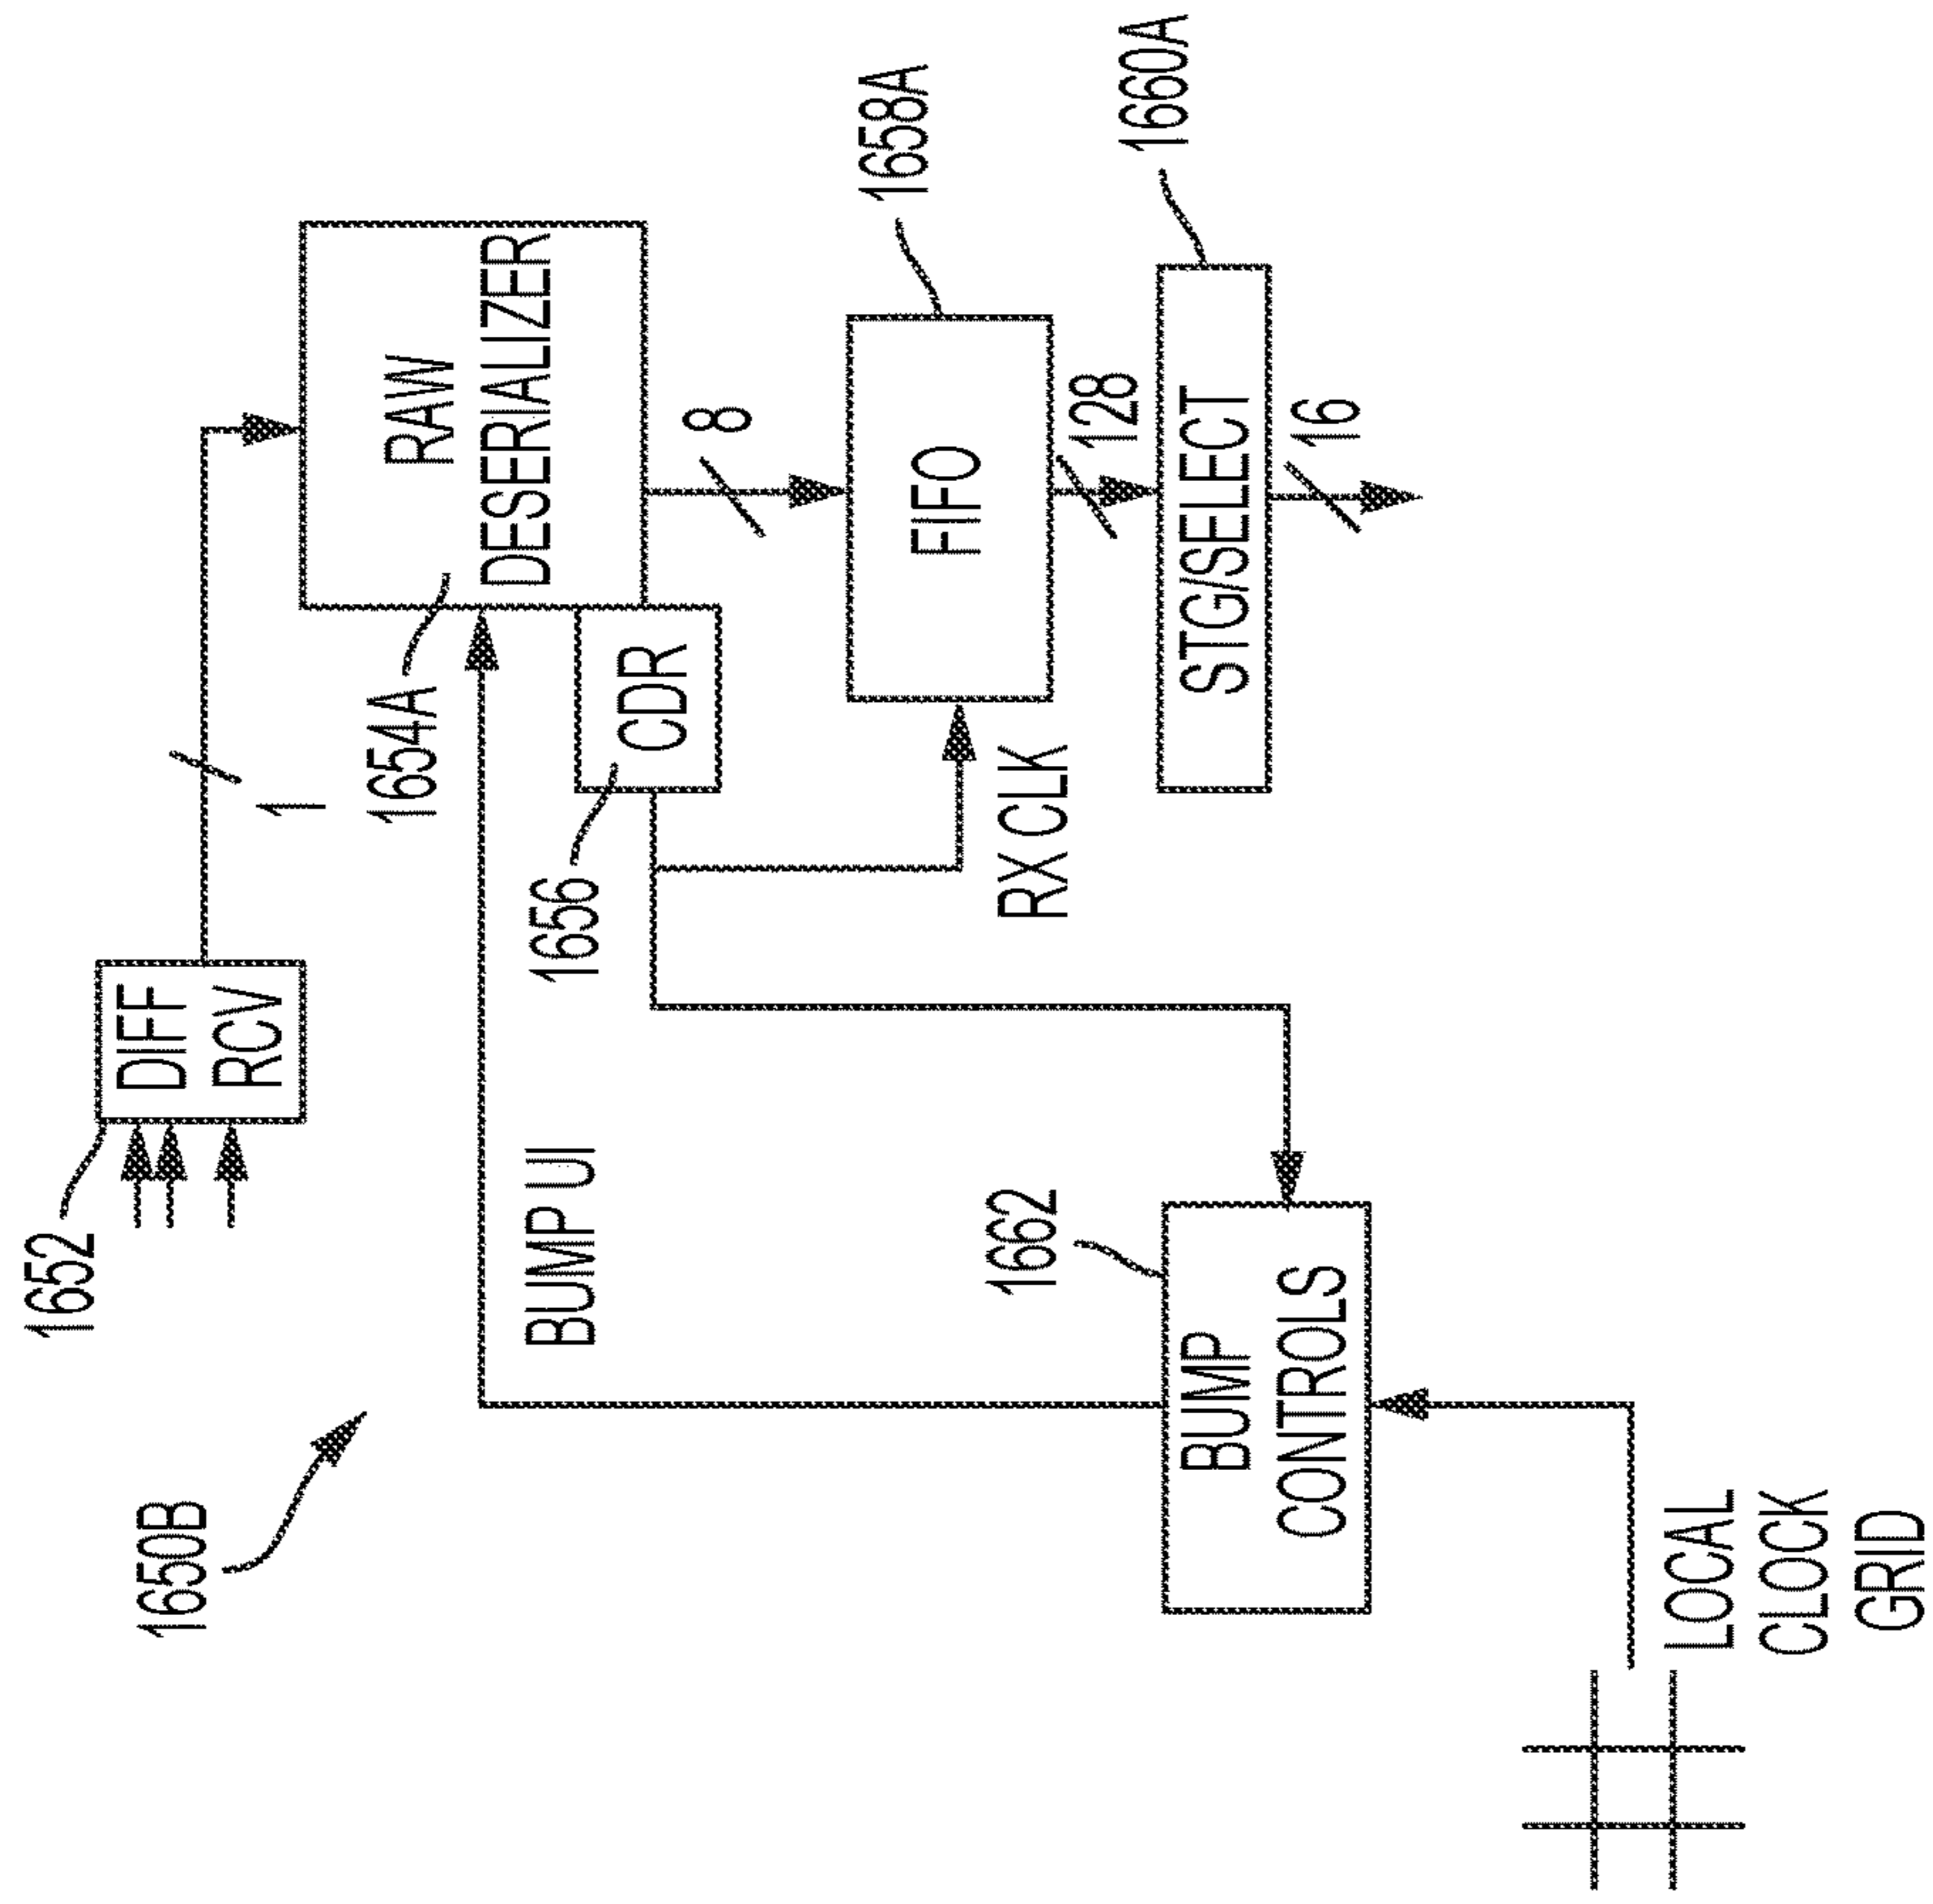 1650B
1652
DIFF
RCV
1
BUMP UI
1654A
RAW
DESERIALIZER
1656
CDR
8
RX CLK
FIFO
1658A
128
STG/SELECT
1660A
16
1662
BUMP
CONTROLS
LOCAL
CLOCK
GRID